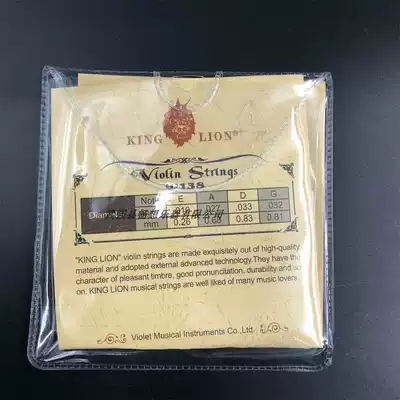 KING LION®
Violin Strings
Note E A D G
.027 .033 .032
Diameter
mm 0.26 0.68 0.83 0.81
"KING LION" violin strings are made exquisitely out of high-quality
material and adopted external advanced technology.They have the
character of pleasant timbre, good pronuntcitation, durability and so
on. KING LION musical strings are well liked of many music lovers.
Violet Musical Instruments Co.,Ltd.